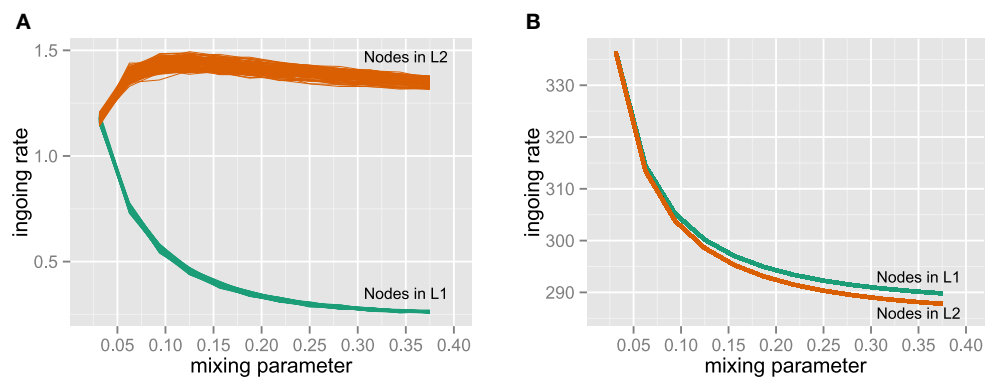 A
B
1.5
1.0
0.5
ingoing rate
Nodes in L2
Nodes in L1
0.05 0.10 0.15 0.20 0.25 0.30 0.35 0.40
mixing parameter
330
320
310
300
290
ingoing rate
Nodes in L1
Nodes in L2
0.05 0.10 0.15 0.20 0.25 0.30 0.35 0.40
mixing parameter